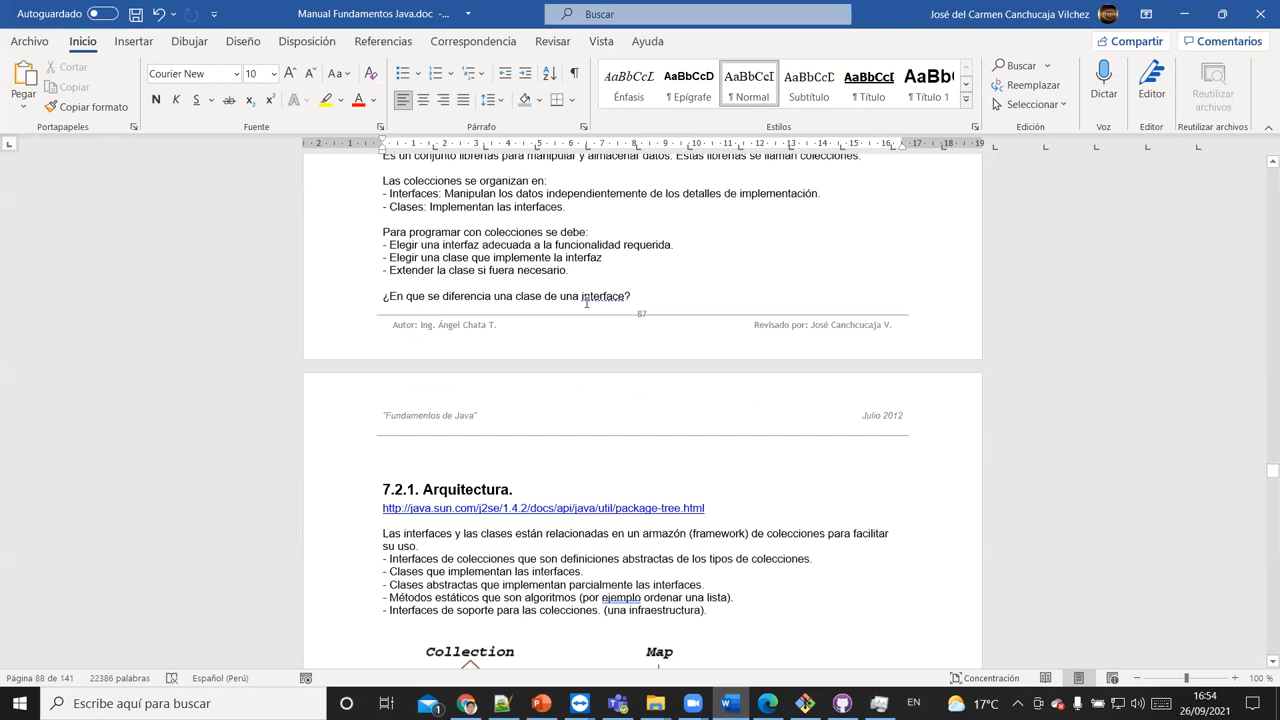 Autoguardado
Manual Fundamentos de
Buscar
José del Carmen Canchucaja Vilchez
Archivo
Inicio
Insertar
Dibujar
Diseño
Disposición
Referencias
Correspondencia
Revisar
Vista
Ayuda
Compartir
Comentarios
Pegar
Cortar
Copiar
Copiar formato
Portapapeles
Courier New
10
Fuente
Párrafo
AaBbCcL
Énfasis
AaBbCcD
¶ Epígrafe
AaBbCcI
¶ Normal
AaBbCcD
Subtítulo
AaBbCcI
¶ Título
¶ Título 1
Estilos
Buscar
Reemplazar
Seleccionar
Edición
Dictar
Voz
Editor
Editor
Reutilizar archivos
Reutilizar archivos
Es un conjunto librerías para manipular y almacenar datos. Estas librerías se llaman colecciones.
Las colecciones se organizan en:
- Interfaces: Manipulan los datos independientemente de los detalles de implementación.
- Clases: Implementan las interfaces.
Para programar con colecciones se debe:
- Elegir una interfaz adecuada a la funcionalidad requerida.
- Elegir una clase que implemente la interfaz
- Extender la clase si fuera necesario.
¿En que se diferencia una clase de una interface?
87
Autor: Ing. Ángel Chata T.
Revisado por: José Canchcucaja V.
"Fundamentos de Java"
Julio 2012
7.2.1. Arquitectura.
http://java.sun.com/j2se/1.4.2/docs/api/java/util/package-tree.html
Las interfaces y las clases están relacionadas en un armazón (framework) de colecciones para facilitar
su uso.
- Interfaces de colecciones que son definiciones abstractas de los tipos de colecciones.
- Clases que implementan las interfaces.
- Clases abstractas que implementan parcialmente las interfaces.
- Métodos estáticos que son algoritmos (por ejemplo ordenar una lista).
- Interfaces de soporte para las colecciones. (una infraestructura).
Collection
Map
Página 88 de 141
22386 palabras
Español (Perú)
Concentración
100 %
Escribe aquí para buscar
17°C
EN
16:54
26/09/2021